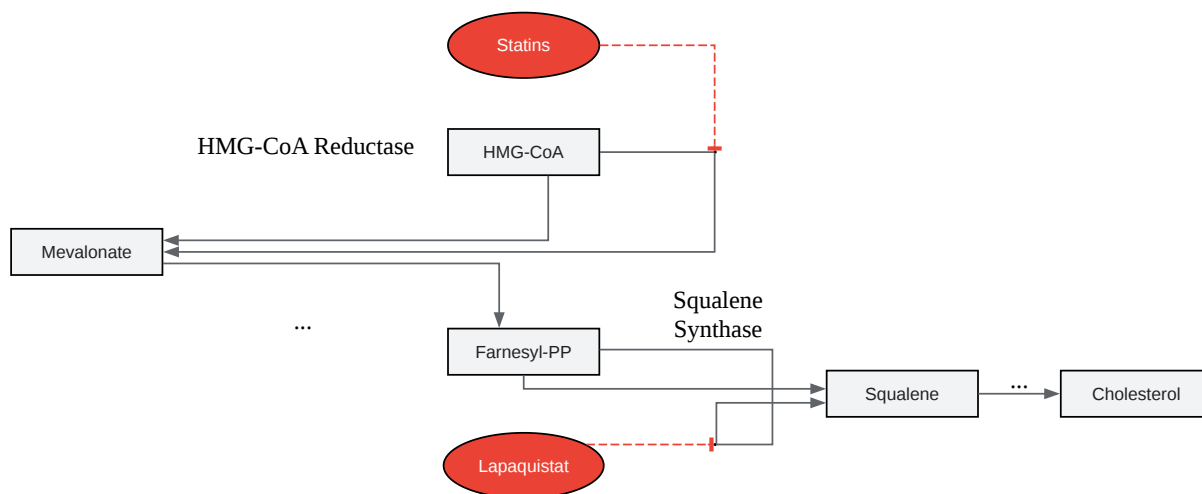 Statins
HMG-CoA Reductase
HMG-CoA
Mevalonate
...
Squalene
Synthase
Farnesyl-PP
Squalene
...
Cholesterol
Lapaquistat